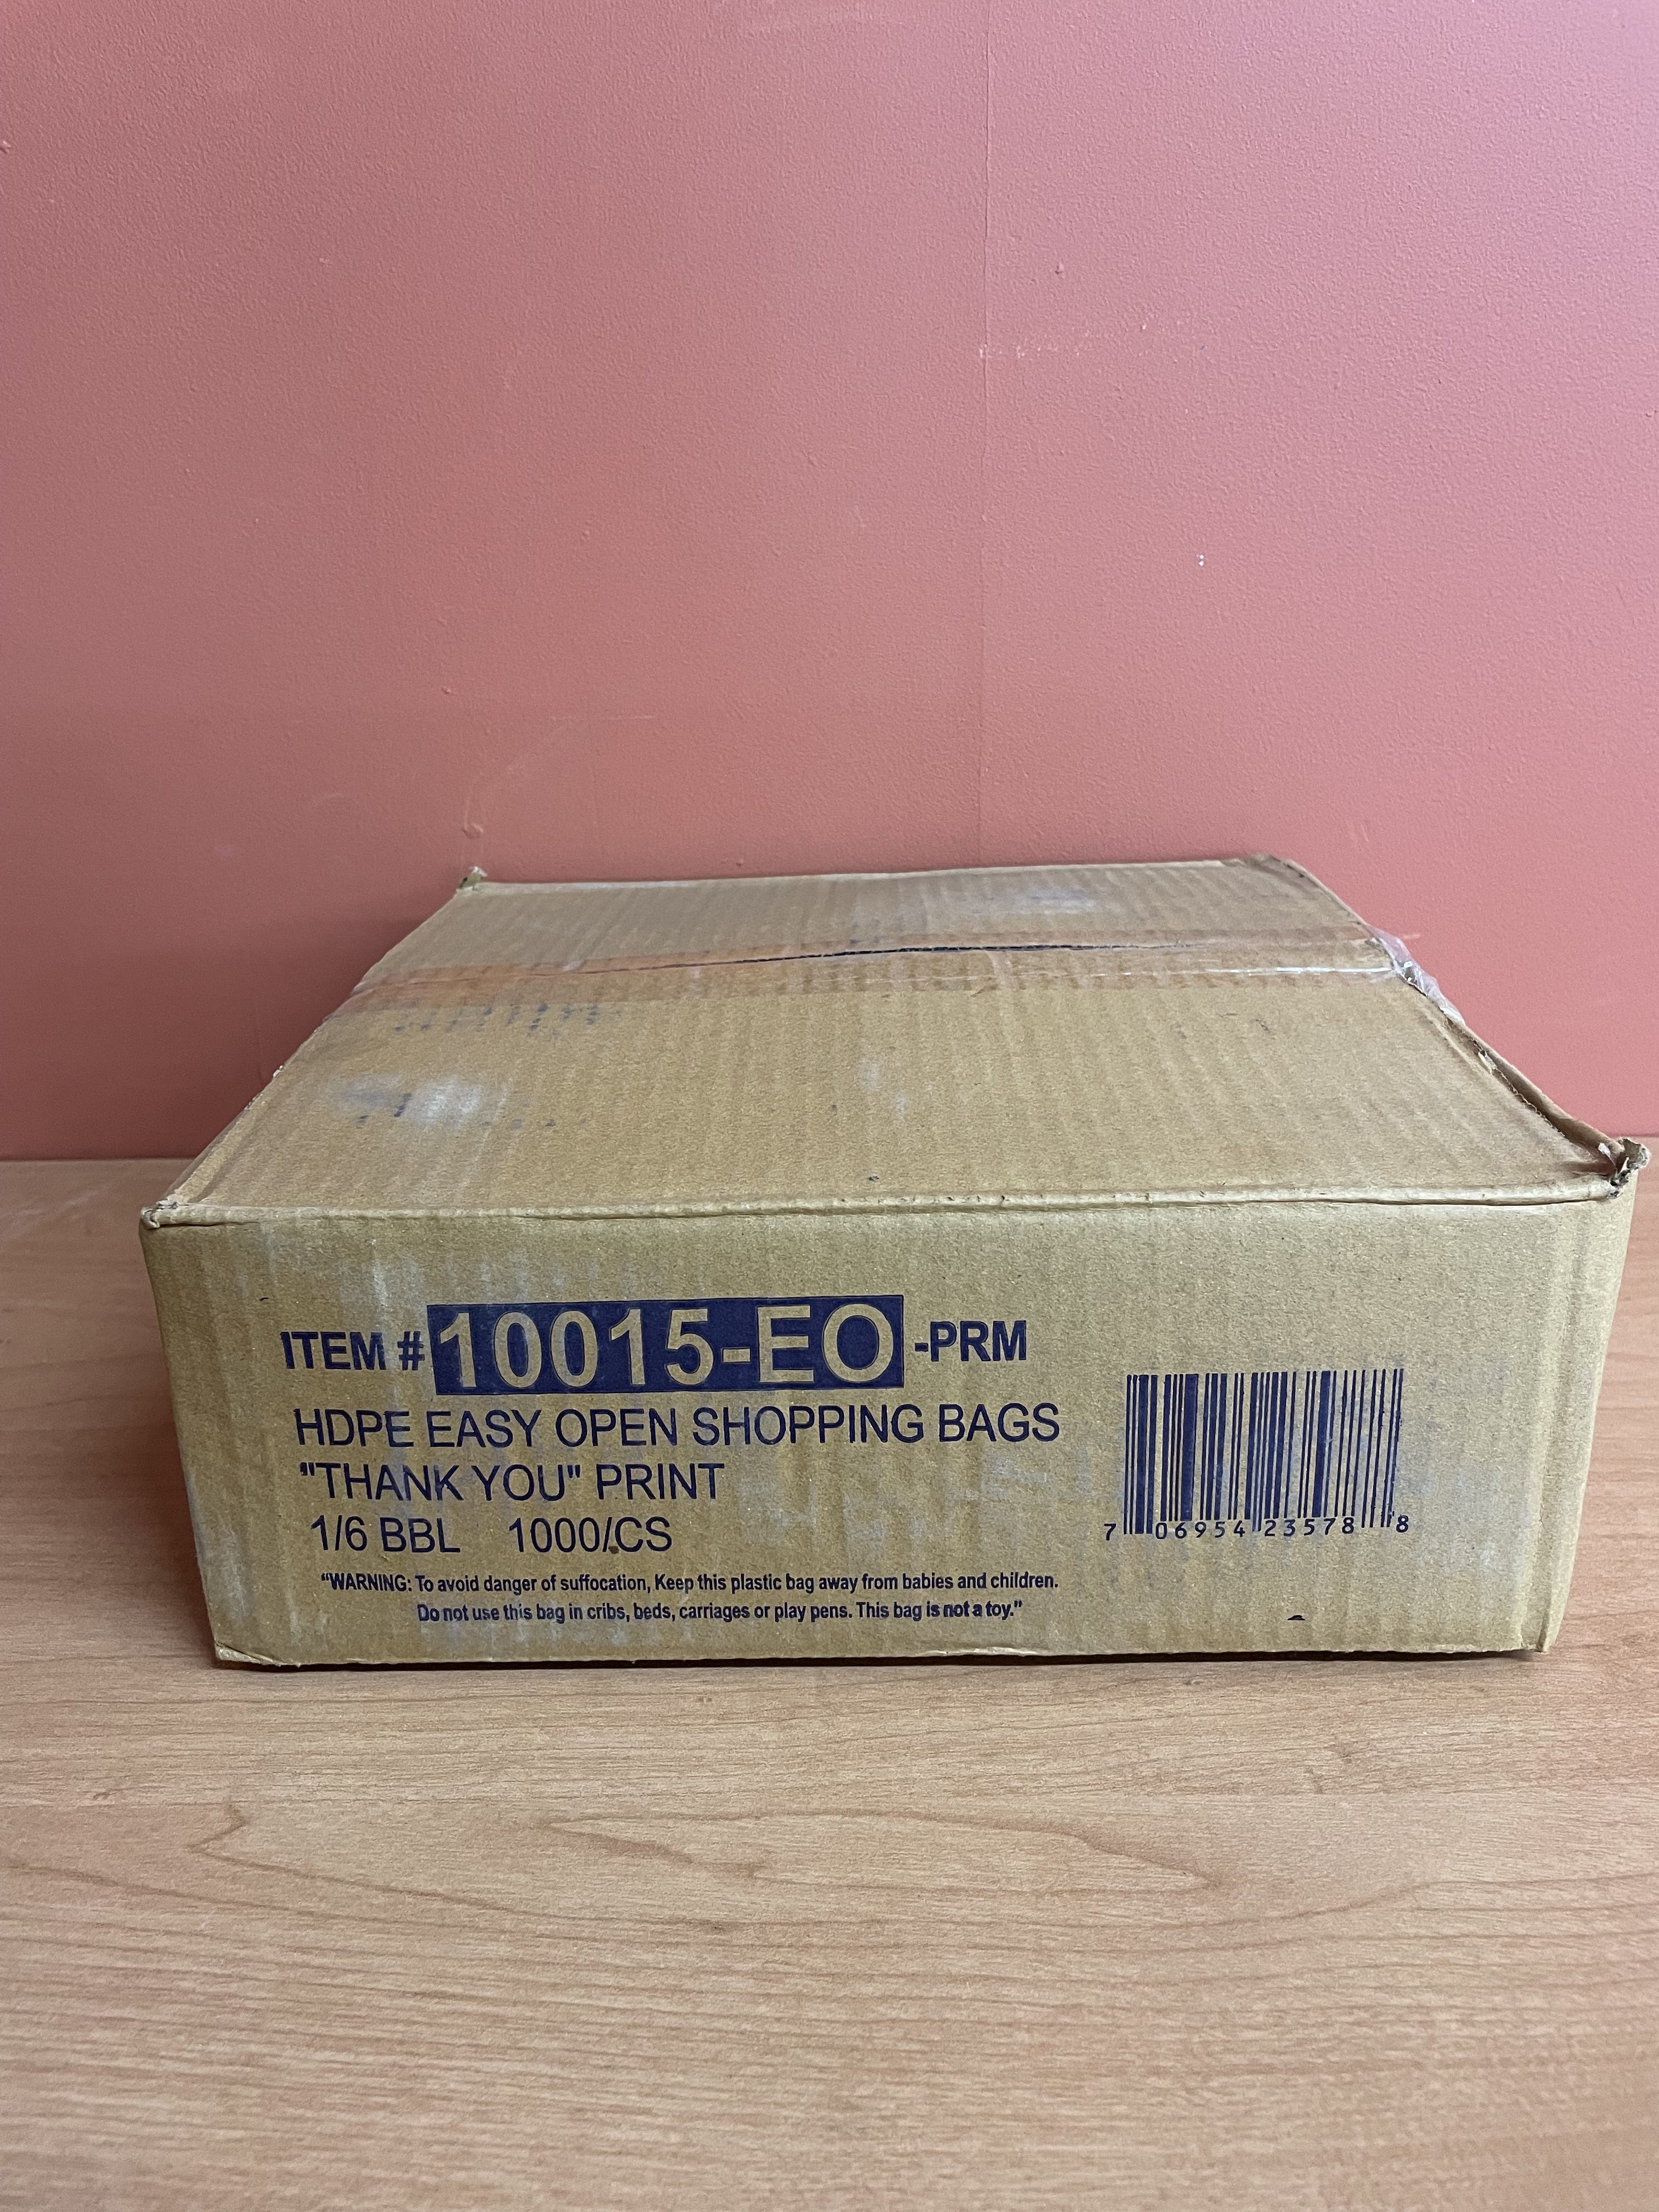 ITEM # 10015-EO -PRM
HDPE EASY OPEN SHOPPING BAGS
"THANK YOU" PRINT
1/6 BBL 1000/CS
"WARNING: To avoid danger of suffocation, Keep this plastic bag away from babies and children.
Do not use this bag in cribs, beds, carriages or play pens. This bag is not a toy."
7 06954 23578 8